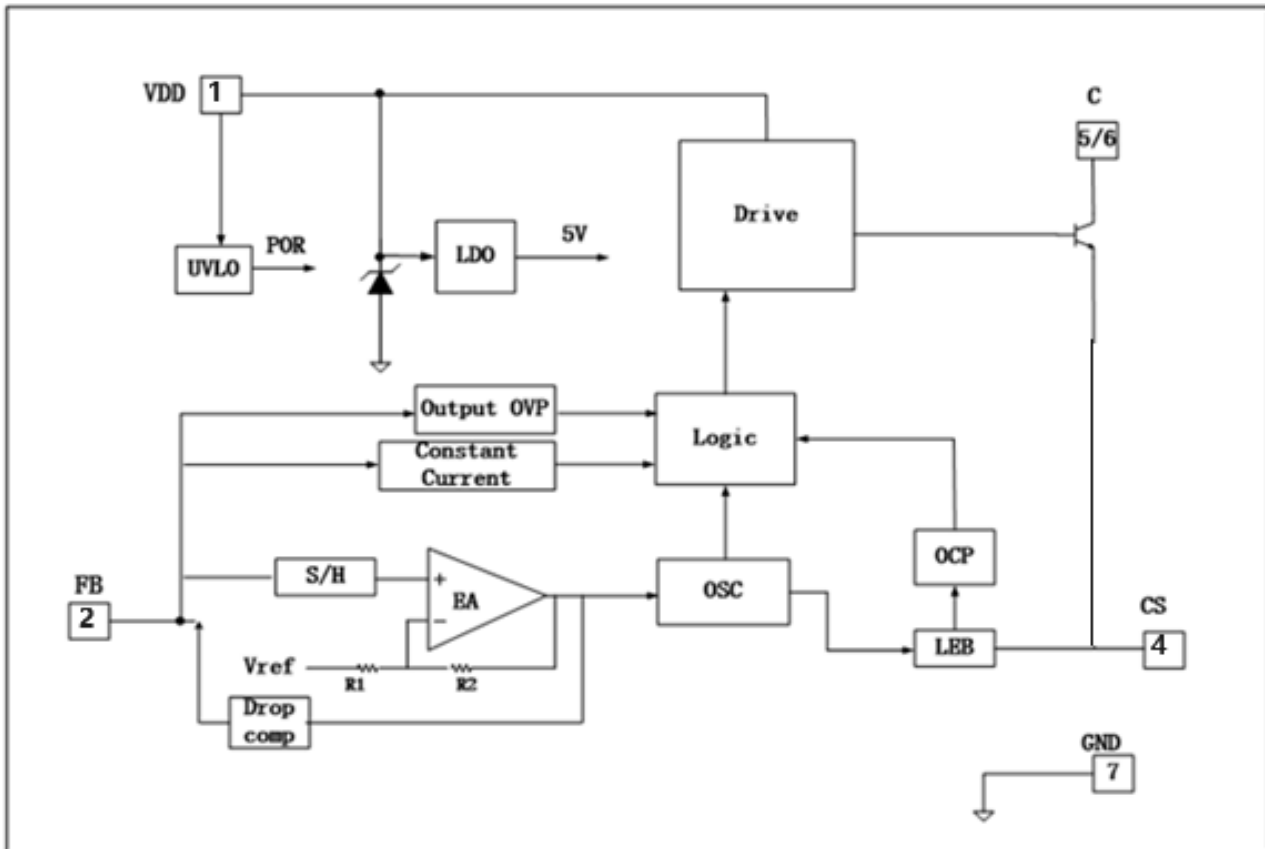 VDD
1
C
5/6
Drive
POR
UVLO
LDO
5V
Output OVP
Constant
Current
Logic
OCP
S/H
+
EA
−
OSC
FB
2
CS
4
LEB
Vref
R1
R2
Drop
comp
GND
7